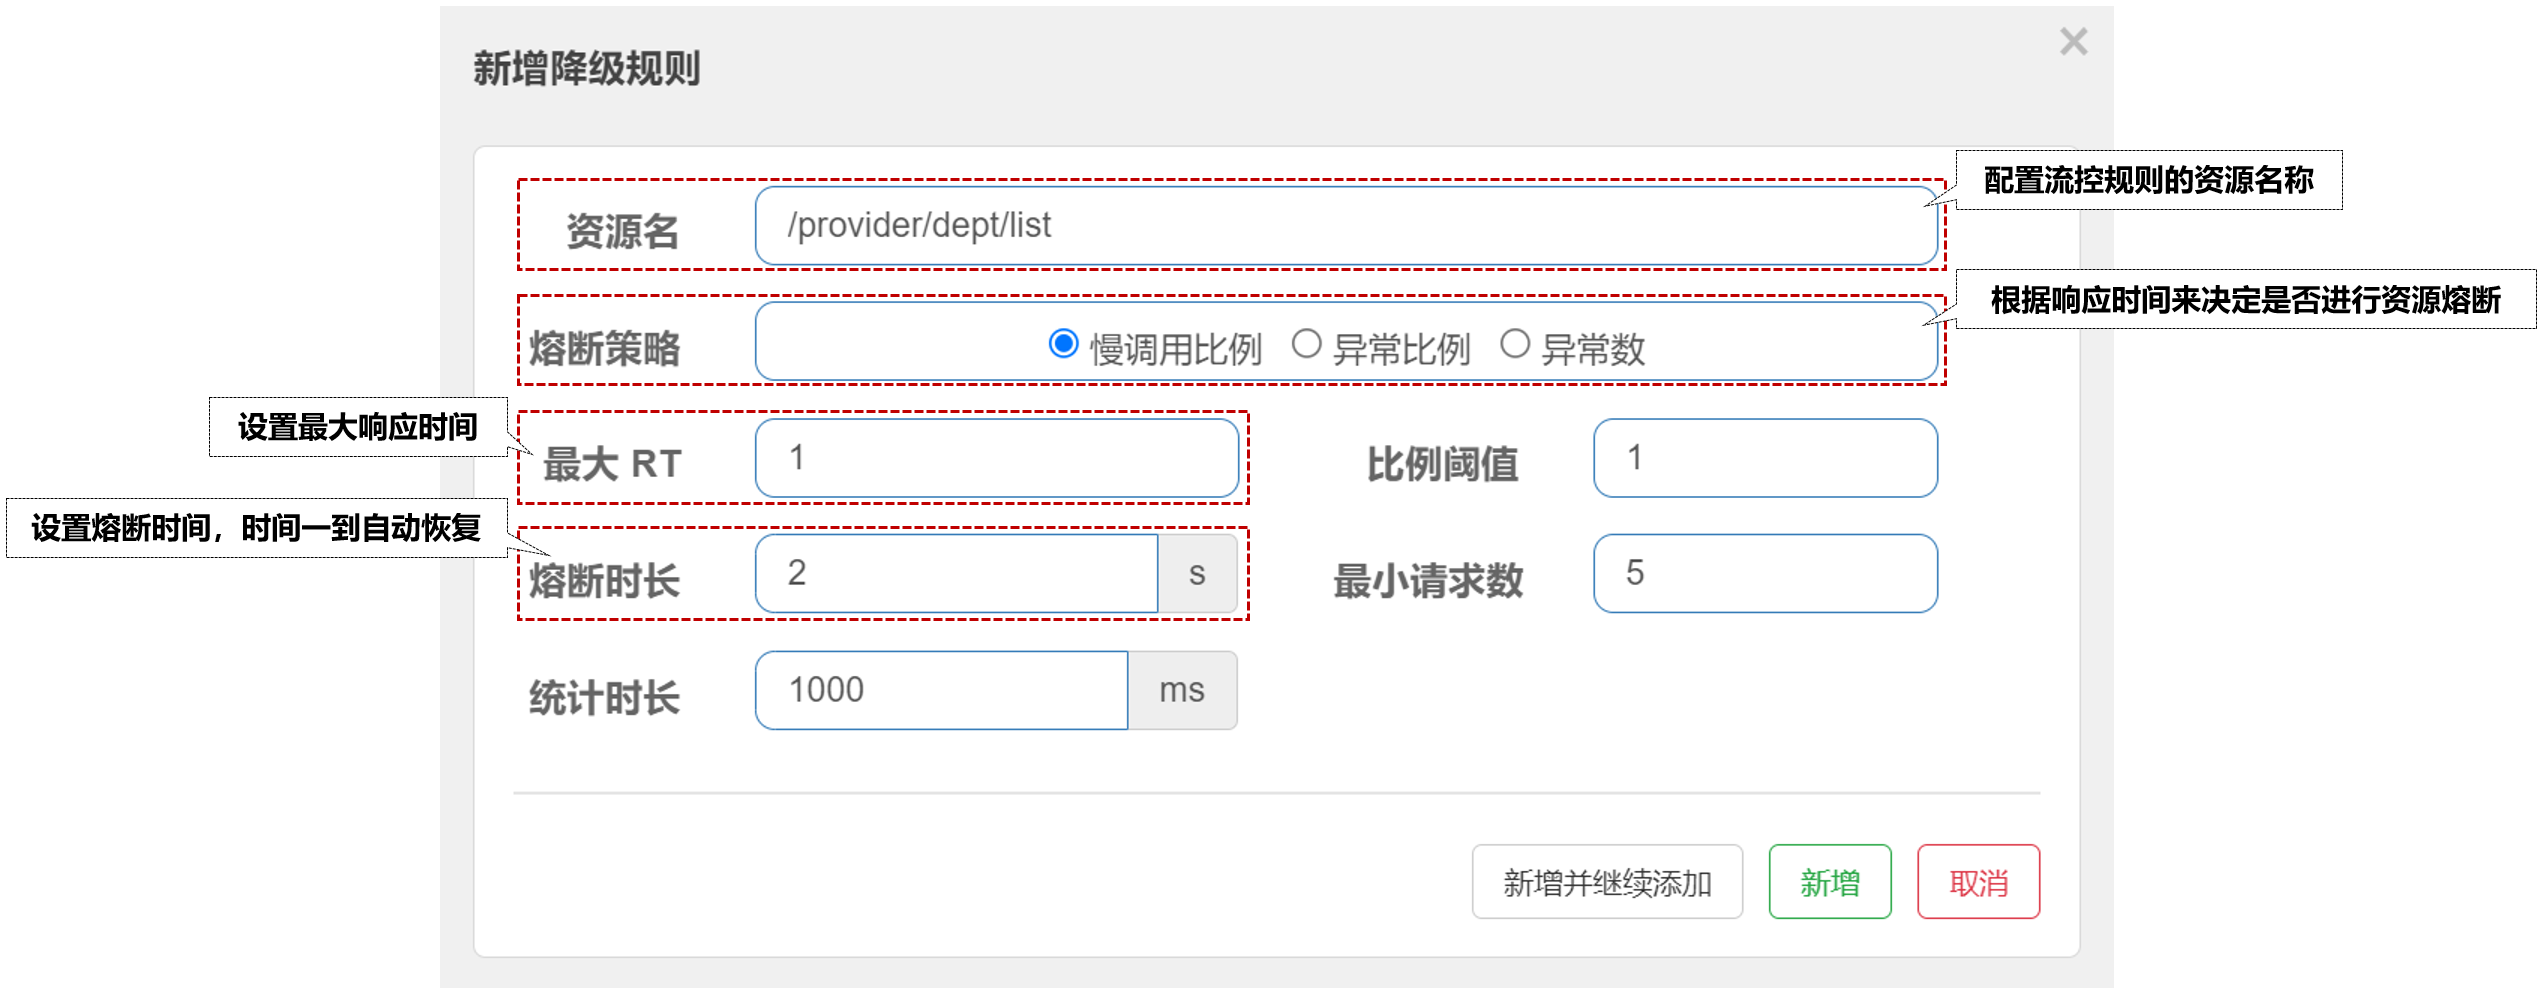 新增降级规则
×
配置流控规则的资源名称
资源名 /provider/dept/list
根据响应时间来决定是否进行资源熔断
熔断策略 慢调用比例 异常比例 异常数
设置最大响应时间
最大 RT 1 比例阈值 1
设置熔断时间，时间一到自动恢复
熔断时长 2 s 最小请求数 5
统计时长 1000 ms
新增并继续添加 新增 取消